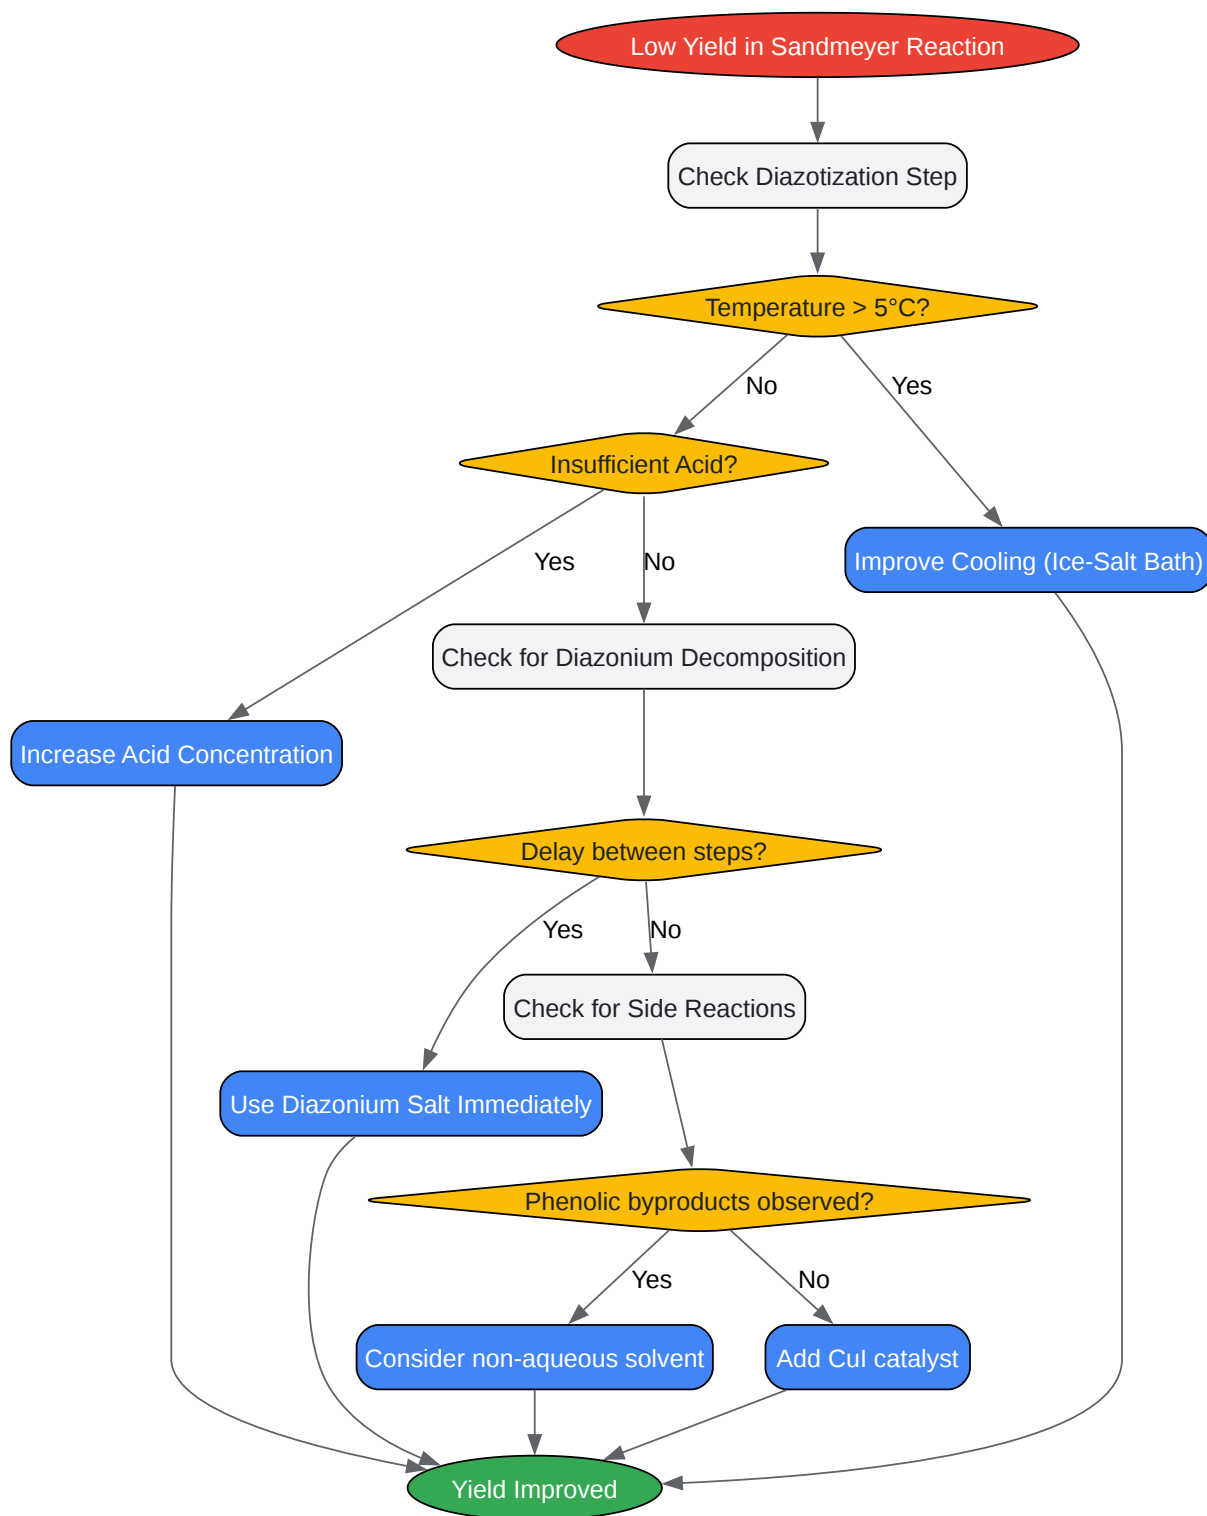 Low Yield in Sandmeyer Reaction
Check Diazotization Step
Temperature > 5°C?
No
Yes
Insufficient Acid?
Yes
No
Improve Cooling (Ice-Salt Bath)
Check for Diazonium Decomposition
Increase Acid Concentration
Delay between steps?
Yes
No
Check for Side Reactions
Use Diazonium Salt Immediately
Phenolic byproducts observed?
Yes
No
Consider non-aqueous solvent
Add CuI catalyst
Yield Improved